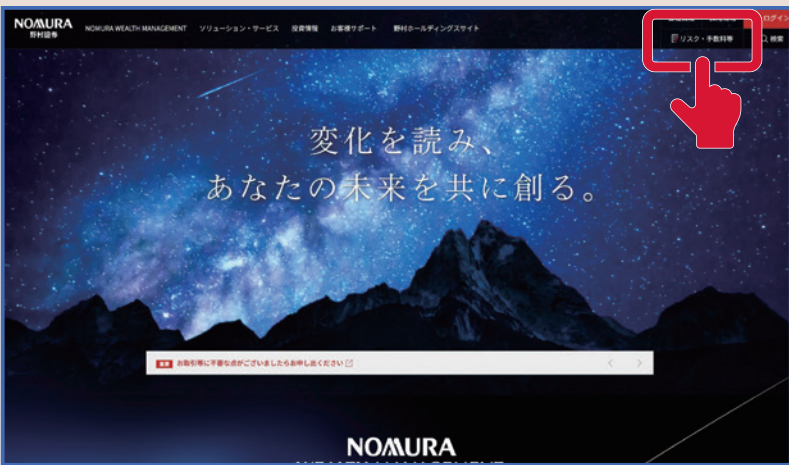 NOMURA
野村證券
NOMURA WEALTH MANAGEMENT ソリューション・サービス 投資情報 お客様サポート 野村ホールディングスサイト
ログイン
リスク・手数料等 検索
変化を読み、
あなたの未来を共に創る。
重要 お取引等に不審な点がございましたらお申し出ください
NOMURA